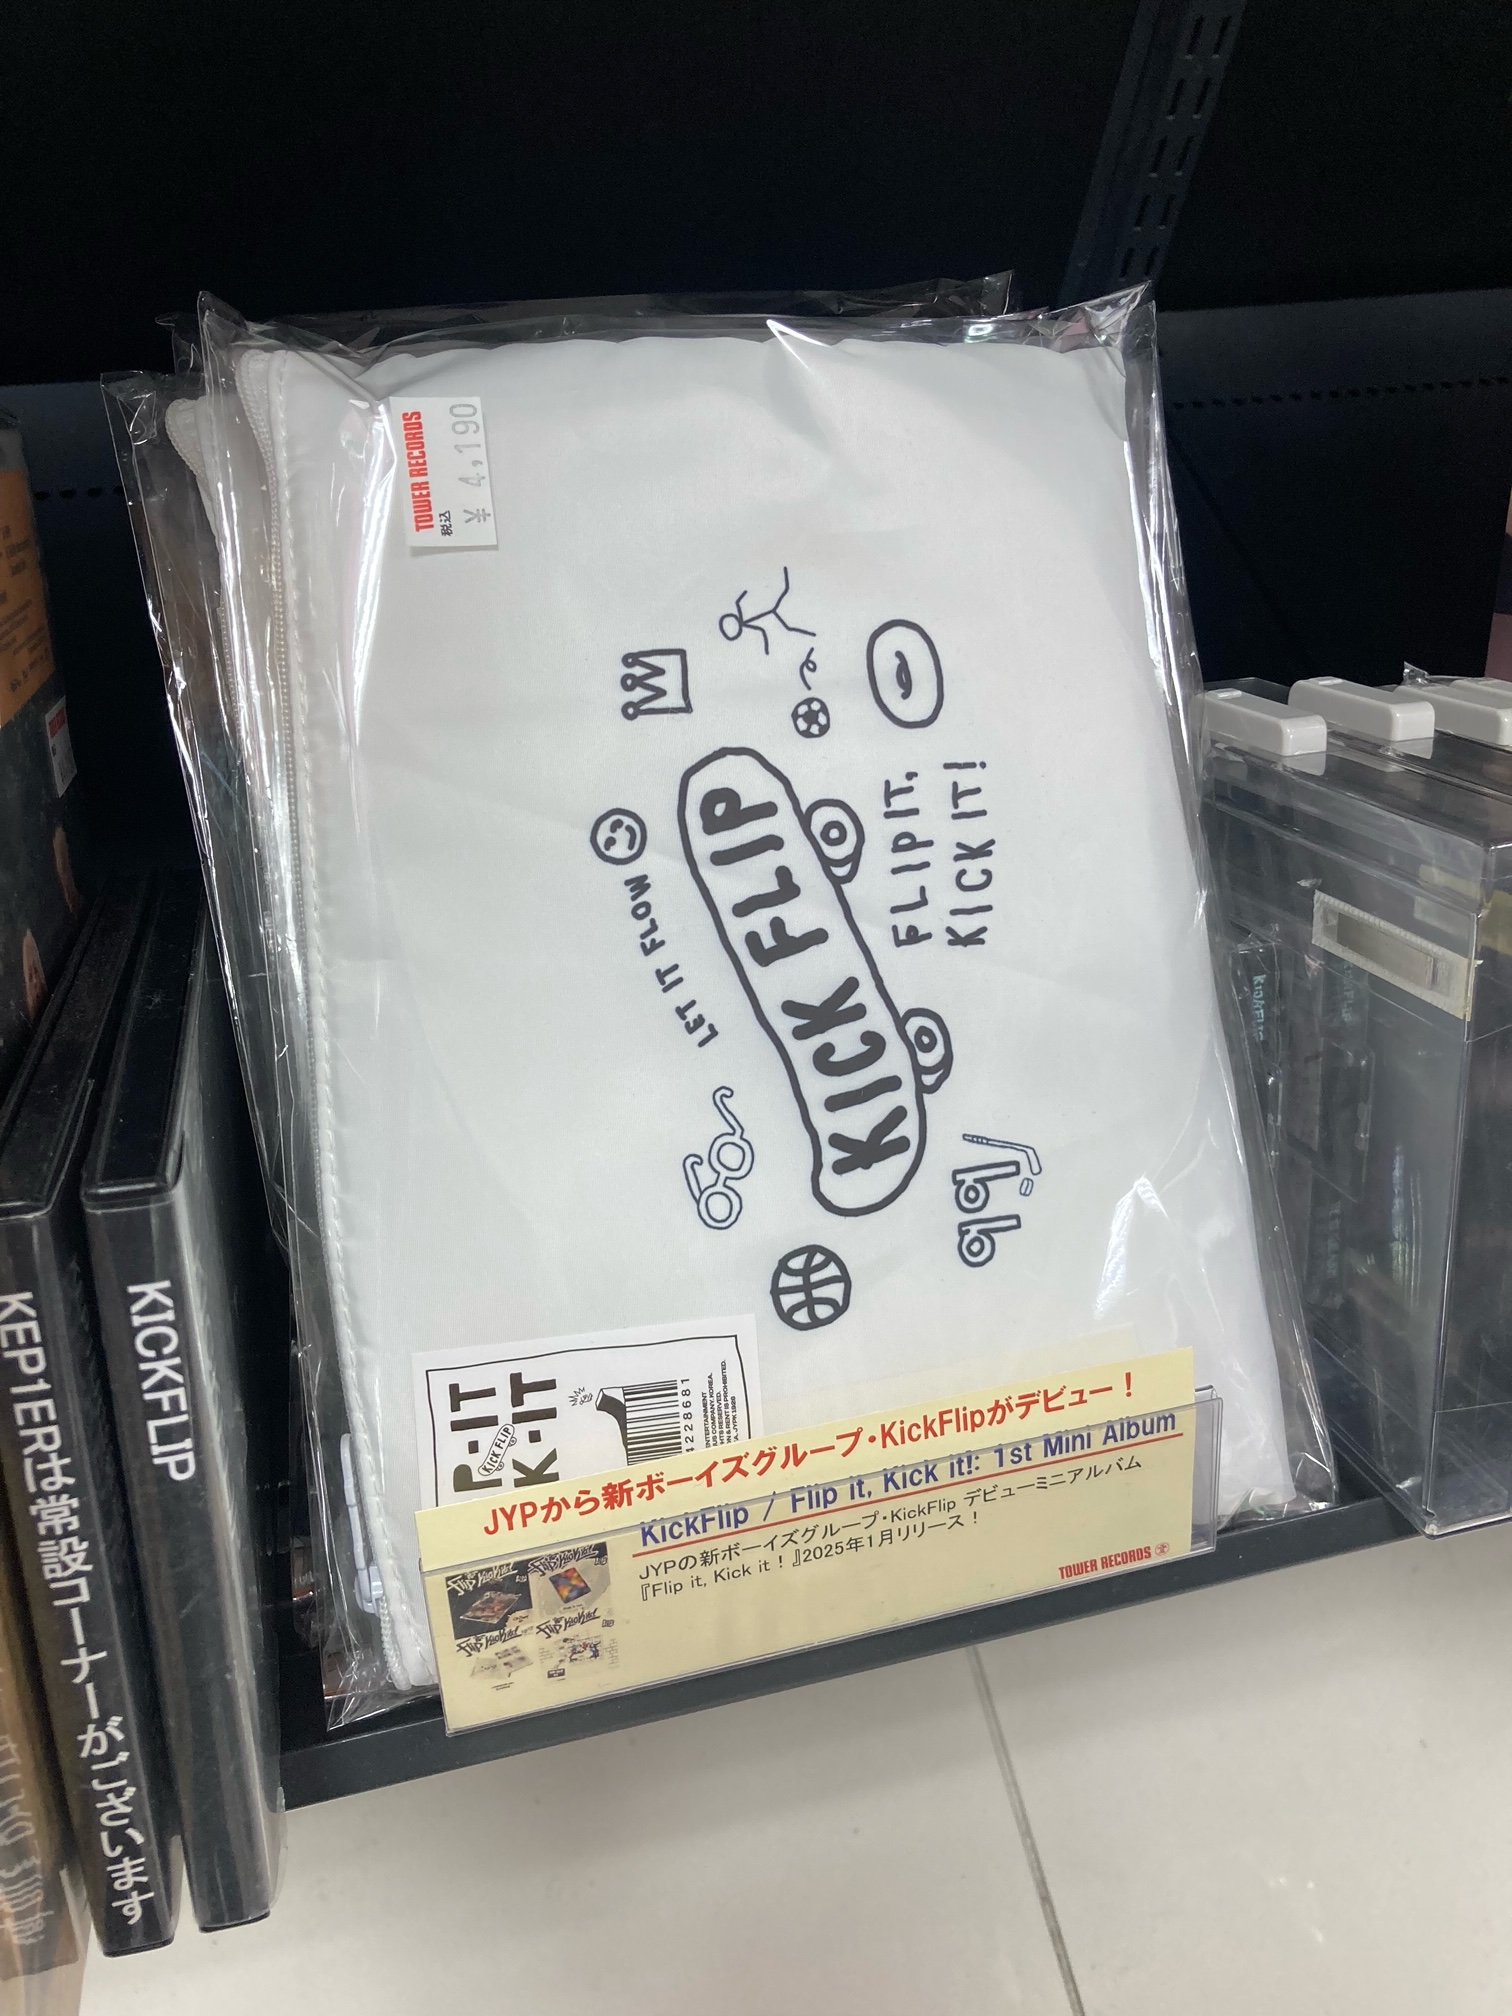 TOWER RECORDS
税込
¥ 4,190
LET IT FLOW
KICK FLIP
FLIP IT,
KICK IT!
P-IT
KICK FLIP
K-IT
4228681
JYPから新ボーイズグループ・KickFlipがデビュー！
KickFlip / Flip it, Kick it!: 1st Mini Album
JYPの新ボーイズグループ・KickFlip デビューミニアルバム
『Flip it, Kick it！』2025年1月リリース！
TOWER RECORDS
KEP1ERは常設コーナーがございます
KICKFLIP